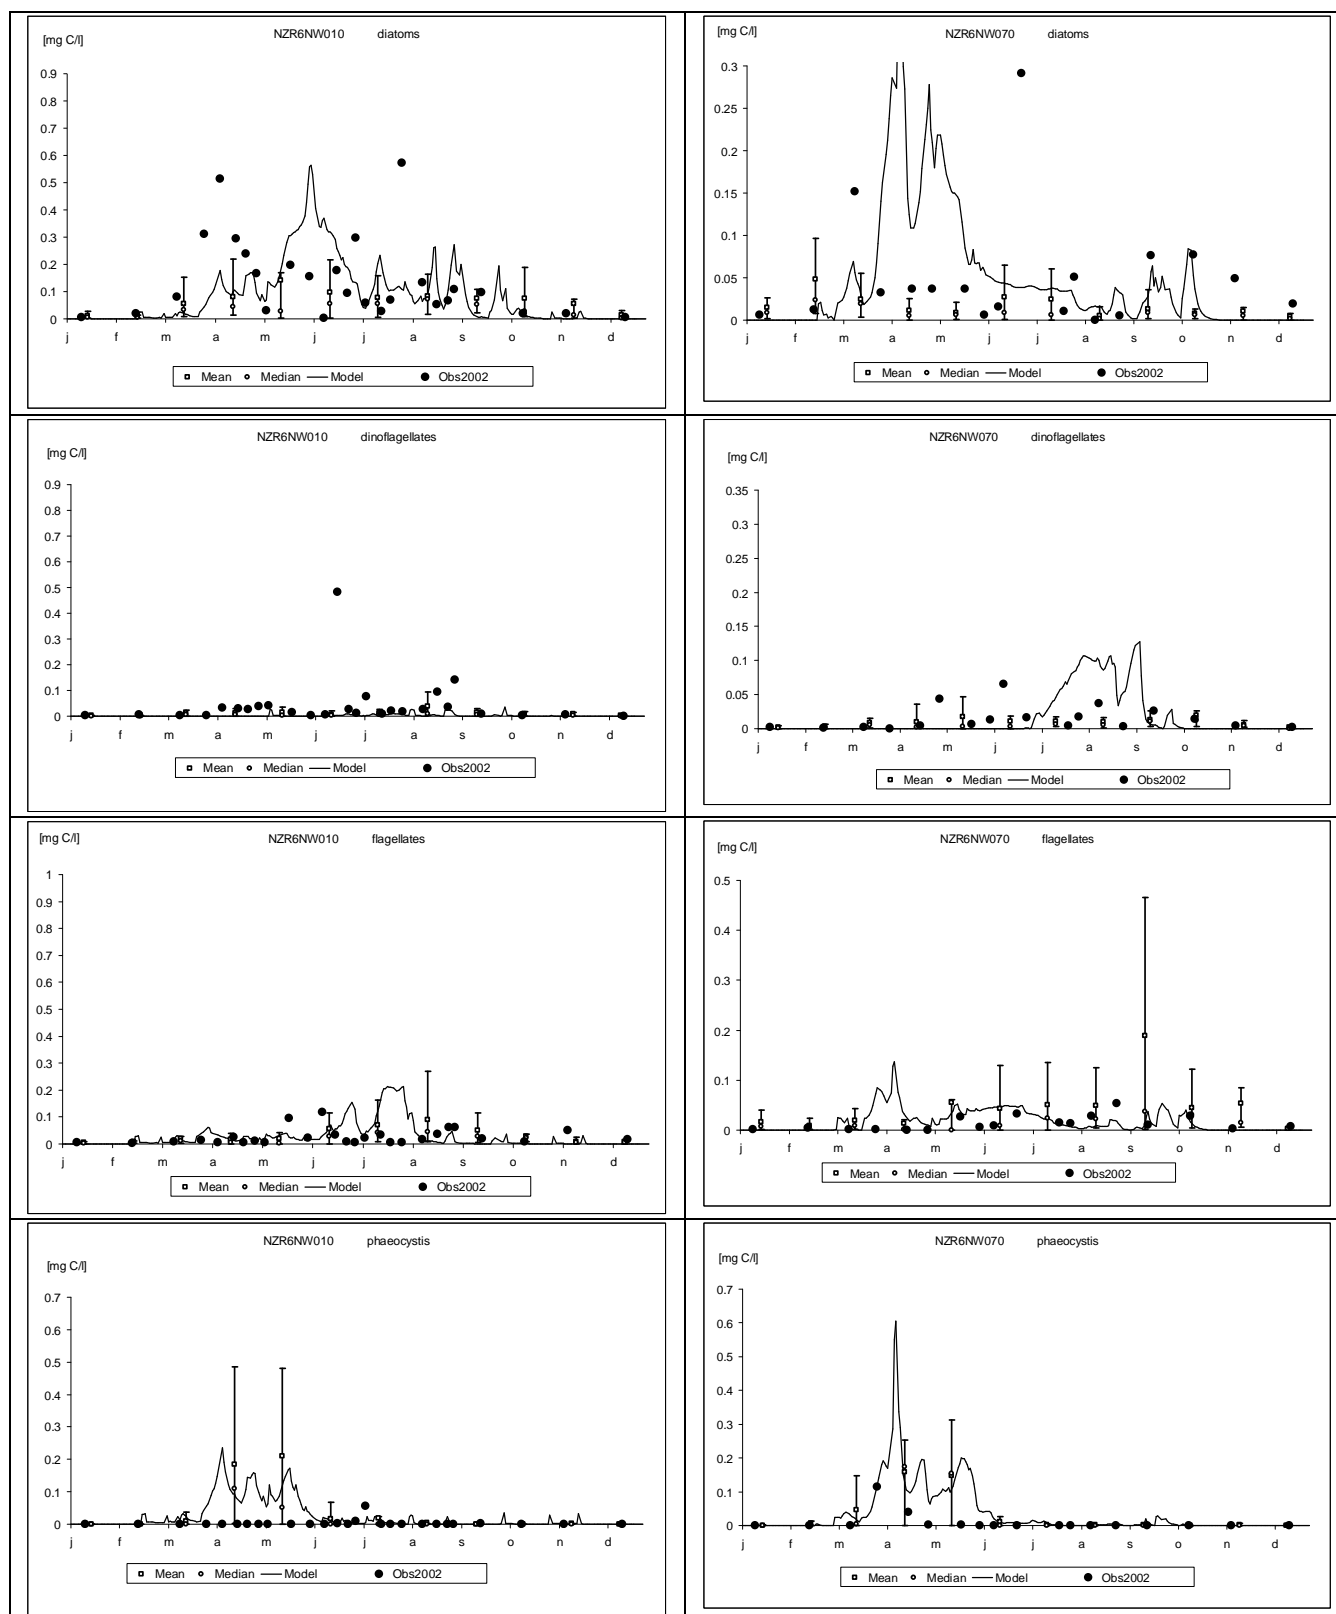 NZR6NW010 diatoms
[mg C/l]
0.9
0.8
0.7
0.6
0.5
0.4
0.3
0.2
0.1
0
j f m a m j j a s o n d
Mean Median Model Obs2002
NZR6NW070 diatoms
[mg C/l]
0.3
0.25
0.2
0.15
0.1
0.05
0
j f m a m j j a s o n d
Mean Median Model Obs2002
NZR6NW010 dinoflagellates
[mg C/l]
0.9
0.8
0.7
0.6
0.5
0.4
0.3
0.2
0.1
0
j f m a m j j a s o n d
Mean Median Model Obs2002
NZR6NW070 dinoflagellates
[mg C/l]
0.35
0.3
0.25
0.2
0.15
0.1
0.05
0
j f m a m j j a s o n d
Mean Median Model Obs2002
NZR6NW010 flagellates
[mg C/l]
1
0.9
0.8
0.7
0.6
0.5
0.4
0.3
0.2
0.1
0
j f m a m j j a s o n d
Mean Median Model Obs2002
NZR6NW070 flagellates
[mg C/l]
0.5
0.4
0.3
0.2
0.1
0
j f m a m j j a s o n d
Mean Median Model Obs2002
NZR6NW010 phaeocystis
[mg C/l]
0.7
0.6
0.5
0.4
0.3
0.2
0.1
0
j f m a m j j a s o n d
Mean Median Model Obs2002
NZR6NW070 phaeocystis
[mg C/l]
0.7
0.6
0.5
0.4
0.3
0.2
0.1
0
j f m a m j j a s o n d
Mean Median Model Obs2002